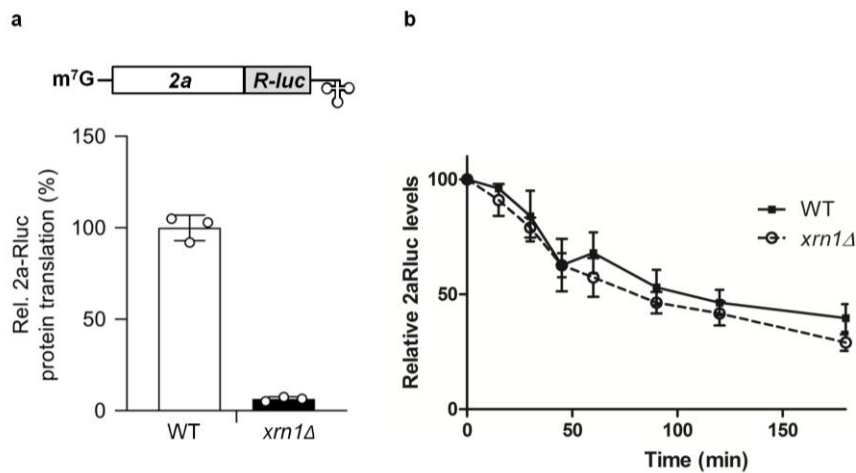 a
m⁷G
2a
R-luc
Rel. 2a-Rluc
protein translation (%)
150
100
50
0
WT
xrn1Δ
b
Relative 2aRluc levels
100
50
0
WT
xrn1Δ
0
50
100
150
Time (min)